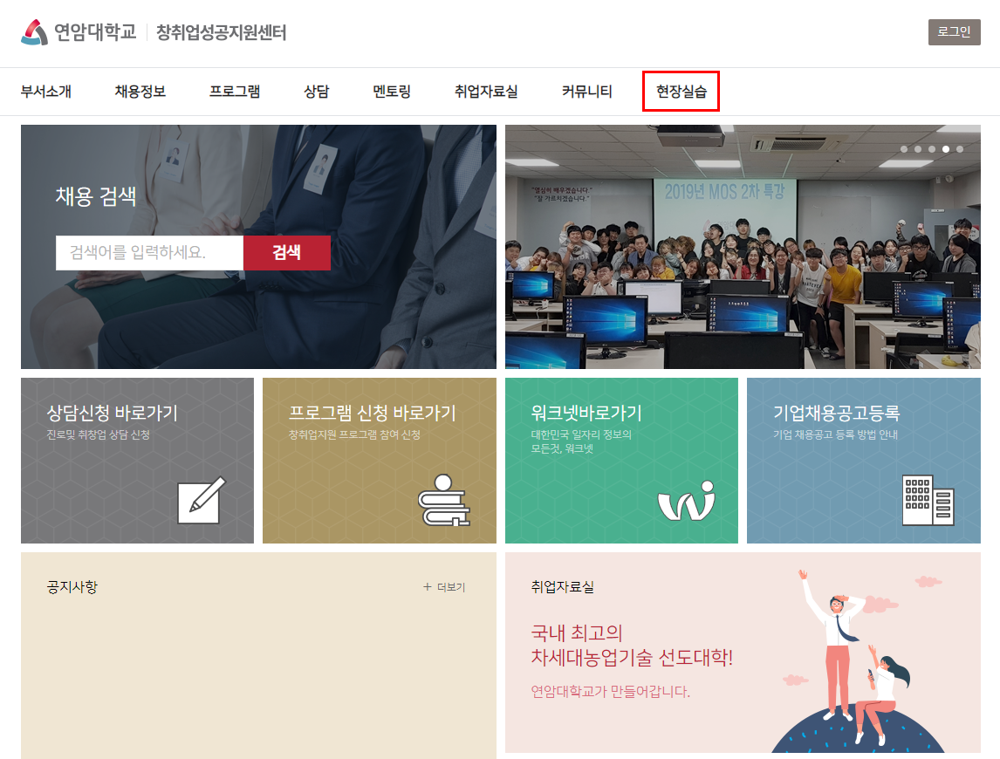 연암대학교 창취업성공지원센터
로그인
부서소개 채용정보 프로그램 상담 멘토링 취업자료실 커뮤니티 현장실습
채용 검색
검색어를 입력하세요. 검색
"열심히 배우겠습니다."
"잘 가르치겠습니다."
2019년 MOS 2차 특강
상담신청 바로가기
진로및 취창업 상담 신청
프로그램 신청 바로가기
창취업지원 프로그램 참여 신청
워크넷바로가기
대한민국 일자리 정보의
모든것, 워크넷
기업채용공고등록
기업 채용공고 등록 방법 안내
공지사항
+ 더보기
취업자료실
국내 최고의
차세대농업기술 선도대학!
연암대학교가 만들어갑니다.